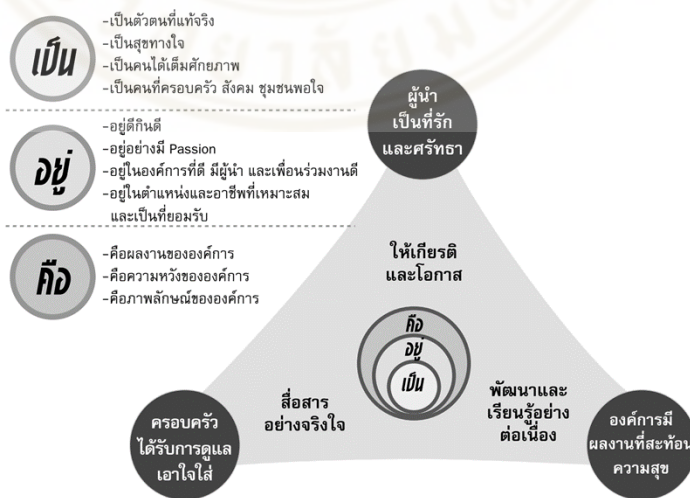 เป็น
-เป็นตัวตนที่แท้จริง
-เป็นสุขทางใจ
-เป็นคนได้เต็มศักยภาพ
-เป็นคนที่ครอบครัว สังคม ชุมชนพอใจ
อยู่
-อยู่ดีกินดี
-อยู่อย่างมี Passion
-อยู่ในองค์การที่ดี มีผู้นำ และเพื่อนร่วมงานดี
-อยู่ในตำแหน่งและอาชีพที่เหมาะสม
และเป็นที่ยอมรับ
คือ
-คือผลงานขององค์การ
-คือความหวังขององค์การ
-คือภาพลักษณ์ขององค์การ
ผู้นำ
เป็นที่รัก
และศรัทธา
ให้เกียรติ
และโอกาส
คือ
อยู่
เป็น
สื่อสาร
อย่างจริงใจ
พัฒนาและ
เรียนรู้อย่าง
ต่อเนื่อง
ครอบครัว
ได้รับการดูแล
เอาใจใส่
องค์การมี
ผลงานที่สะท้อน
ความสุข